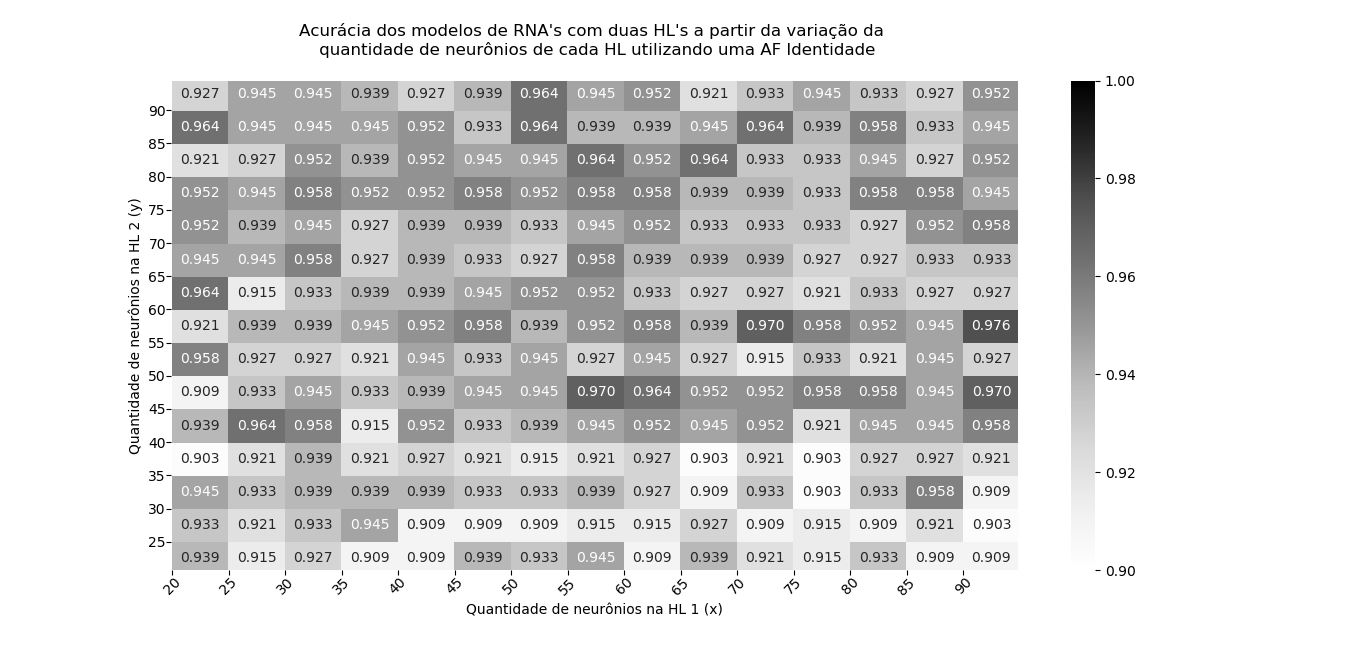 Acurácia dos modelos de RNA's com duas HL's a partir da variação da
quantidade de neurônios de cada HL utilizando uma AF Identidade
0.927 0.945 0.945 0.939 0.927 0.939 0.964 0.945 0.952 0.921 0.933 0.945 0.933 0.927 0.952
90
0.964 0.945 0.945 0.945 0.952 0.933 0.964 0.939 0.939 0.945 0.964 0.939 0.958 0.933 0.945
85
0.921 0.927 0.952 0.939 0.952 0.945 0.945 0.964 0.952 0.964 0.933 0.933 0.945 0.927 0.952
80
0.952 0.945 0.958 0.952 0.952 0.958 0.952 0.958 0.958 0.939 0.939 0.933 0.958 0.958 0.945
75
0.952 0.939 0.945 0.927 0.939 0.939 0.933 0.945 0.952 0.933 0.933 0.933 0.927 0.952 0.958
70
0.945 0.945 0.958 0.927 0.939 0.933 0.927 0.958 0.939 0.939 0.939 0.927 0.927 0.933 0.933
65
0.964 0.915 0.933 0.939 0.939 0.945 0.952 0.952 0.933 0.927 0.927 0.921 0.933 0.927 0.927
60
0.921 0.939 0.939 0.945 0.952 0.958 0.939 0.952 0.958 0.939 0.970 0.958 0.952 0.945 0.976
55
0.958 0.927 0.927 0.921 0.945 0.933 0.945 0.927 0.945 0.927 0.915 0.933 0.921 0.945 0.927
50
0.909 0.933 0.945 0.933 0.939 0.945 0.945 0.970 0.964 0.952 0.952 0.958 0.958 0.945 0.970
45
0.939 0.964 0.958 0.915 0.952 0.933 0.939 0.945 0.952 0.945 0.952 0.921 0.945 0.945 0.958
40
0.903 0.921 0.939 0.921 0.927 0.921 0.915 0.921 0.927 0.903 0.921 0.903 0.927 0.927 0.921
35
0.945 0.933 0.939 0.939 0.939 0.933 0.933 0.939 0.927 0.909 0.933 0.903 0.933 0.958 0.909
30
0.933 0.921 0.933 0.945 0.909 0.909 0.909 0.915 0.915 0.927 0.909 0.915 0.909 0.921 0.903
25
0.939 0.915 0.927 0.909 0.909 0.939 0.933 0.945 0.909 0.939 0.921 0.915 0.933 0.909 0.909
20 25 30 35 40 45 50 55 60 65 70 75 80 85 90
Quantidade de neurônios na HL 1 (x)
Quantidade de neurônios na HL 2 (y)
1.00
0.98
0.96
0.94
0.92
0.90